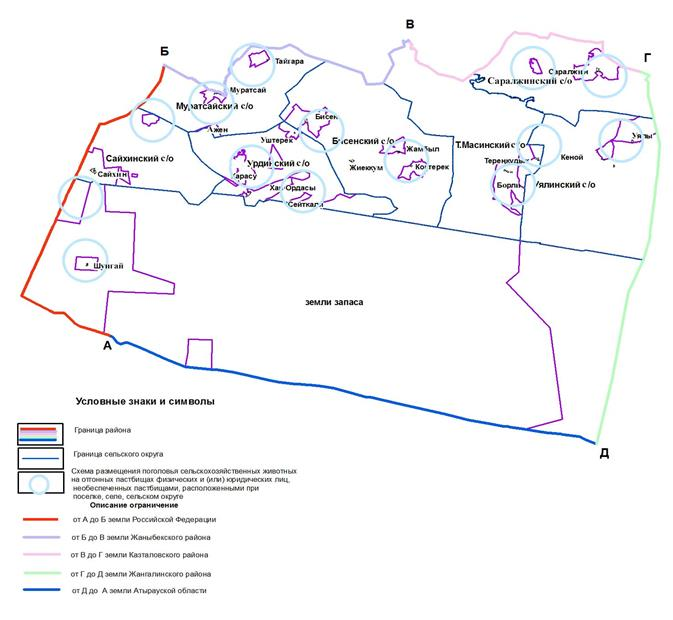 В
Б
Г
Тайгара
Саралжин
Саралжинский с/о
Муратсай
Муратсайский с/о
Бисен
Ажен
Уялы
Уштерек
Бисенский с/о
Жамбыл
Т.Масинский с/о
Сайхинский с/о
Урдинский с/о
Жиеккум
Коктерек
Теренкудык
Кеной
Сайхин
Карасу
Хан Ордасы
Борли
Уялинский с/о
Сейткали
Шунгай
земли запаса
А
Д
Условные знаки и символы
Граница района
Граница сельского округа
Схема размещения поголовья сельскохозяйственных животных
на отгонных пастбищах физических и (или) юридических лиц,
необеспеченных пастбищами, расположенными при
поселке, селе, сельском округе
Описание ограничение
от А до Б земли Российской Федерации
от Б до В земли Жаныбекского района
от В до Г земли Казталовского района
от Г до Д земли Жангалинского района
от Д до А земли Атырауской области